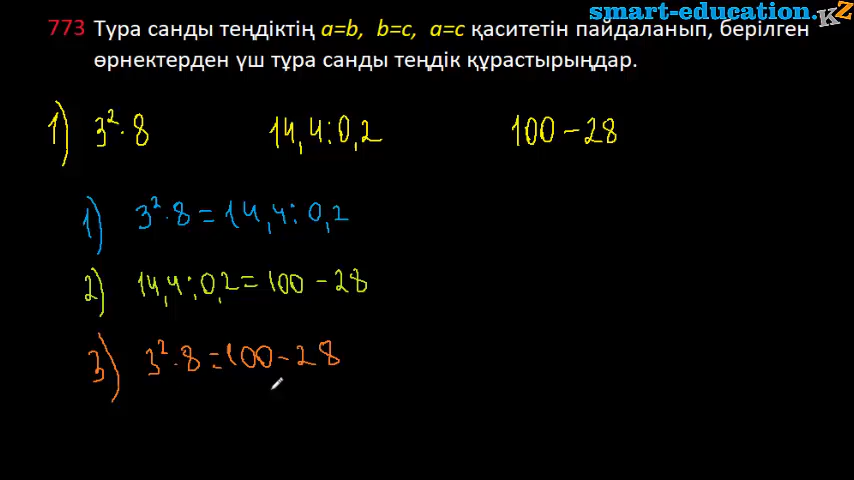 smart-education.KZ
773 Тура санды теңдіктің a=b, b=c, a=c қаситетін пайдаланып, берілген
өрнектерден үш тұра санды теңдік құрастырыңдар.
1) 3²·8 14,4:0,2 100-28
1) 3²·8=14,4:0,2
2) 14,4:0,2=100-28
3) 3²·8=100-28